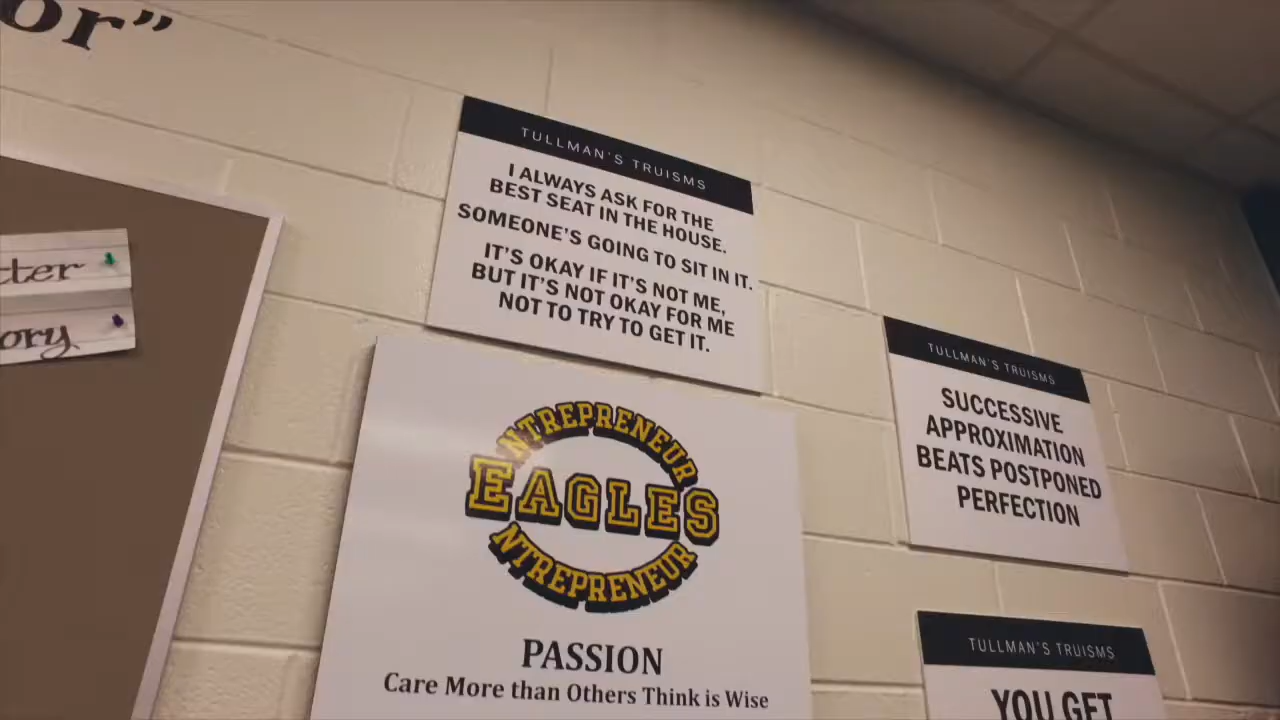 or”
tter
ory
TULLMAN'S TRUISMS
I ALWAYS ASK FOR THE
BEST SEAT IN THE HOUSE.
SOMEONE'S GOING TO SIT IN IT.
IT'S OKAY IF IT'S NOT ME,
BUT IT'S NOT OKAY FOR ME
NOT TO TRY TO GET IT.
NTREPRENEUR
EAGLES
NTREPRENEUR
PASSION
Care More than Others Think is Wise
TULLMAN'S TRUISMS
SUCCESSIVE
APPROXIMATION
BEATS POSTPONED
PERFECTION
TULLMAN'S TRUISMS
YOU GET